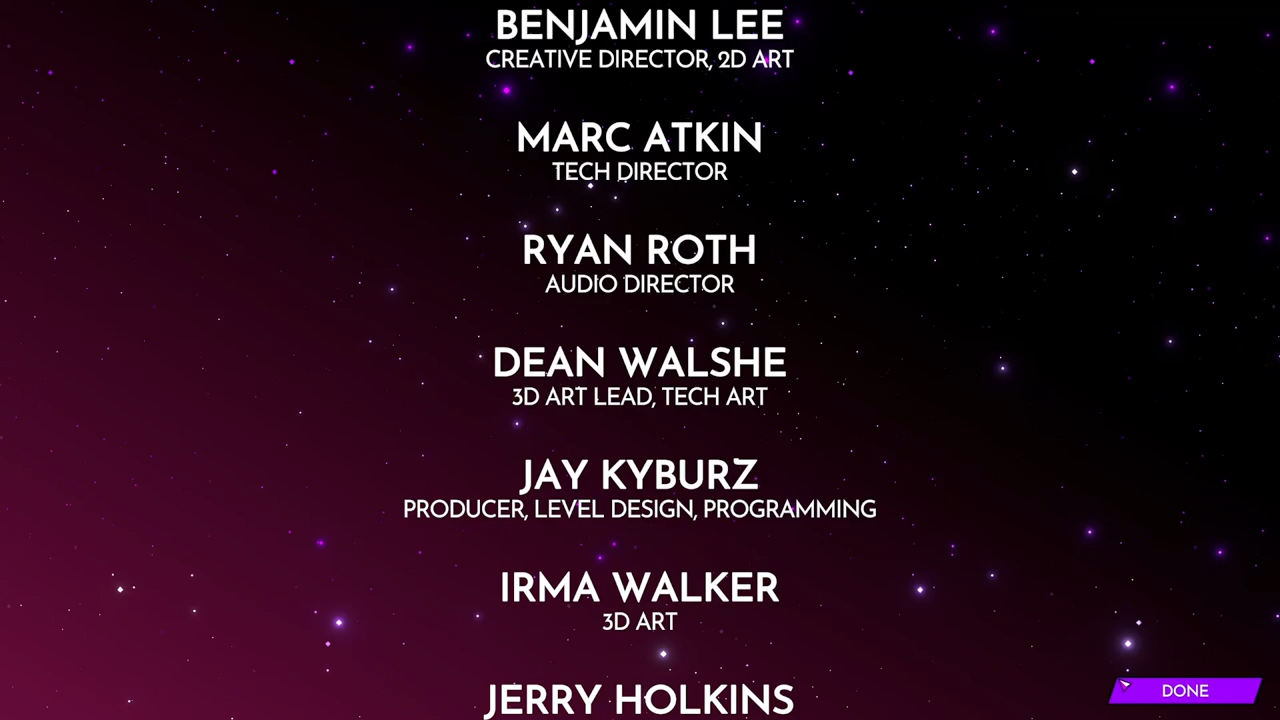 BENJAMIN LEE
CREATIVE DIRECTOR, 2D ART
MARC ATKIN
TECH DIRECTOR
RYAN ROTH
AUDIO DIRECTOR
DEAN WALSHE
3D ART LEAD, TECH ART
JAY KYBURZ
PRODUCER, LEVEL DESIGN, PROGRAMMING
IRMA WALKER
3D ART
JERRY HOLKINS
DONE